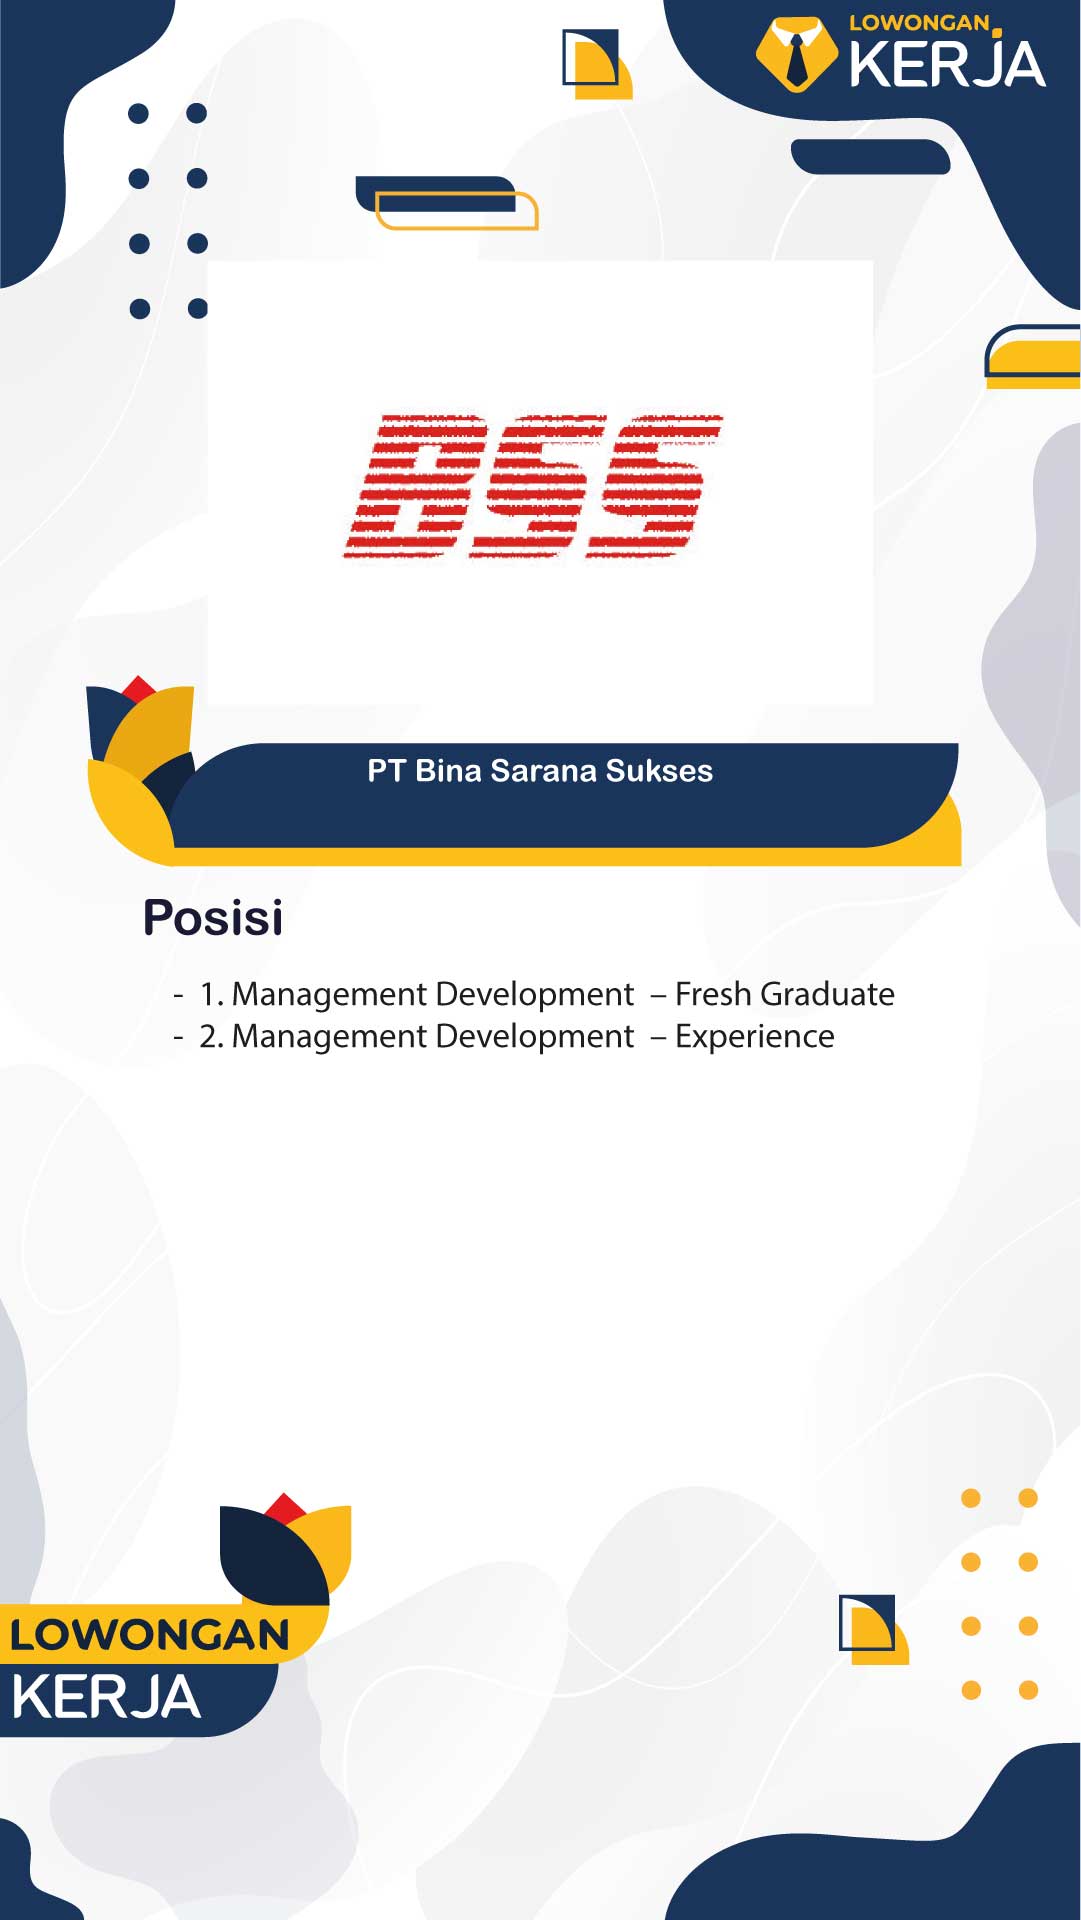 LOWONGAN
KERJA
BSS
PT Bina Sarana Sukses
Posisi
- 1. Management Development – Fresh Graduate
- 2. Management Development – Experience
LOWONGAN
KERJA